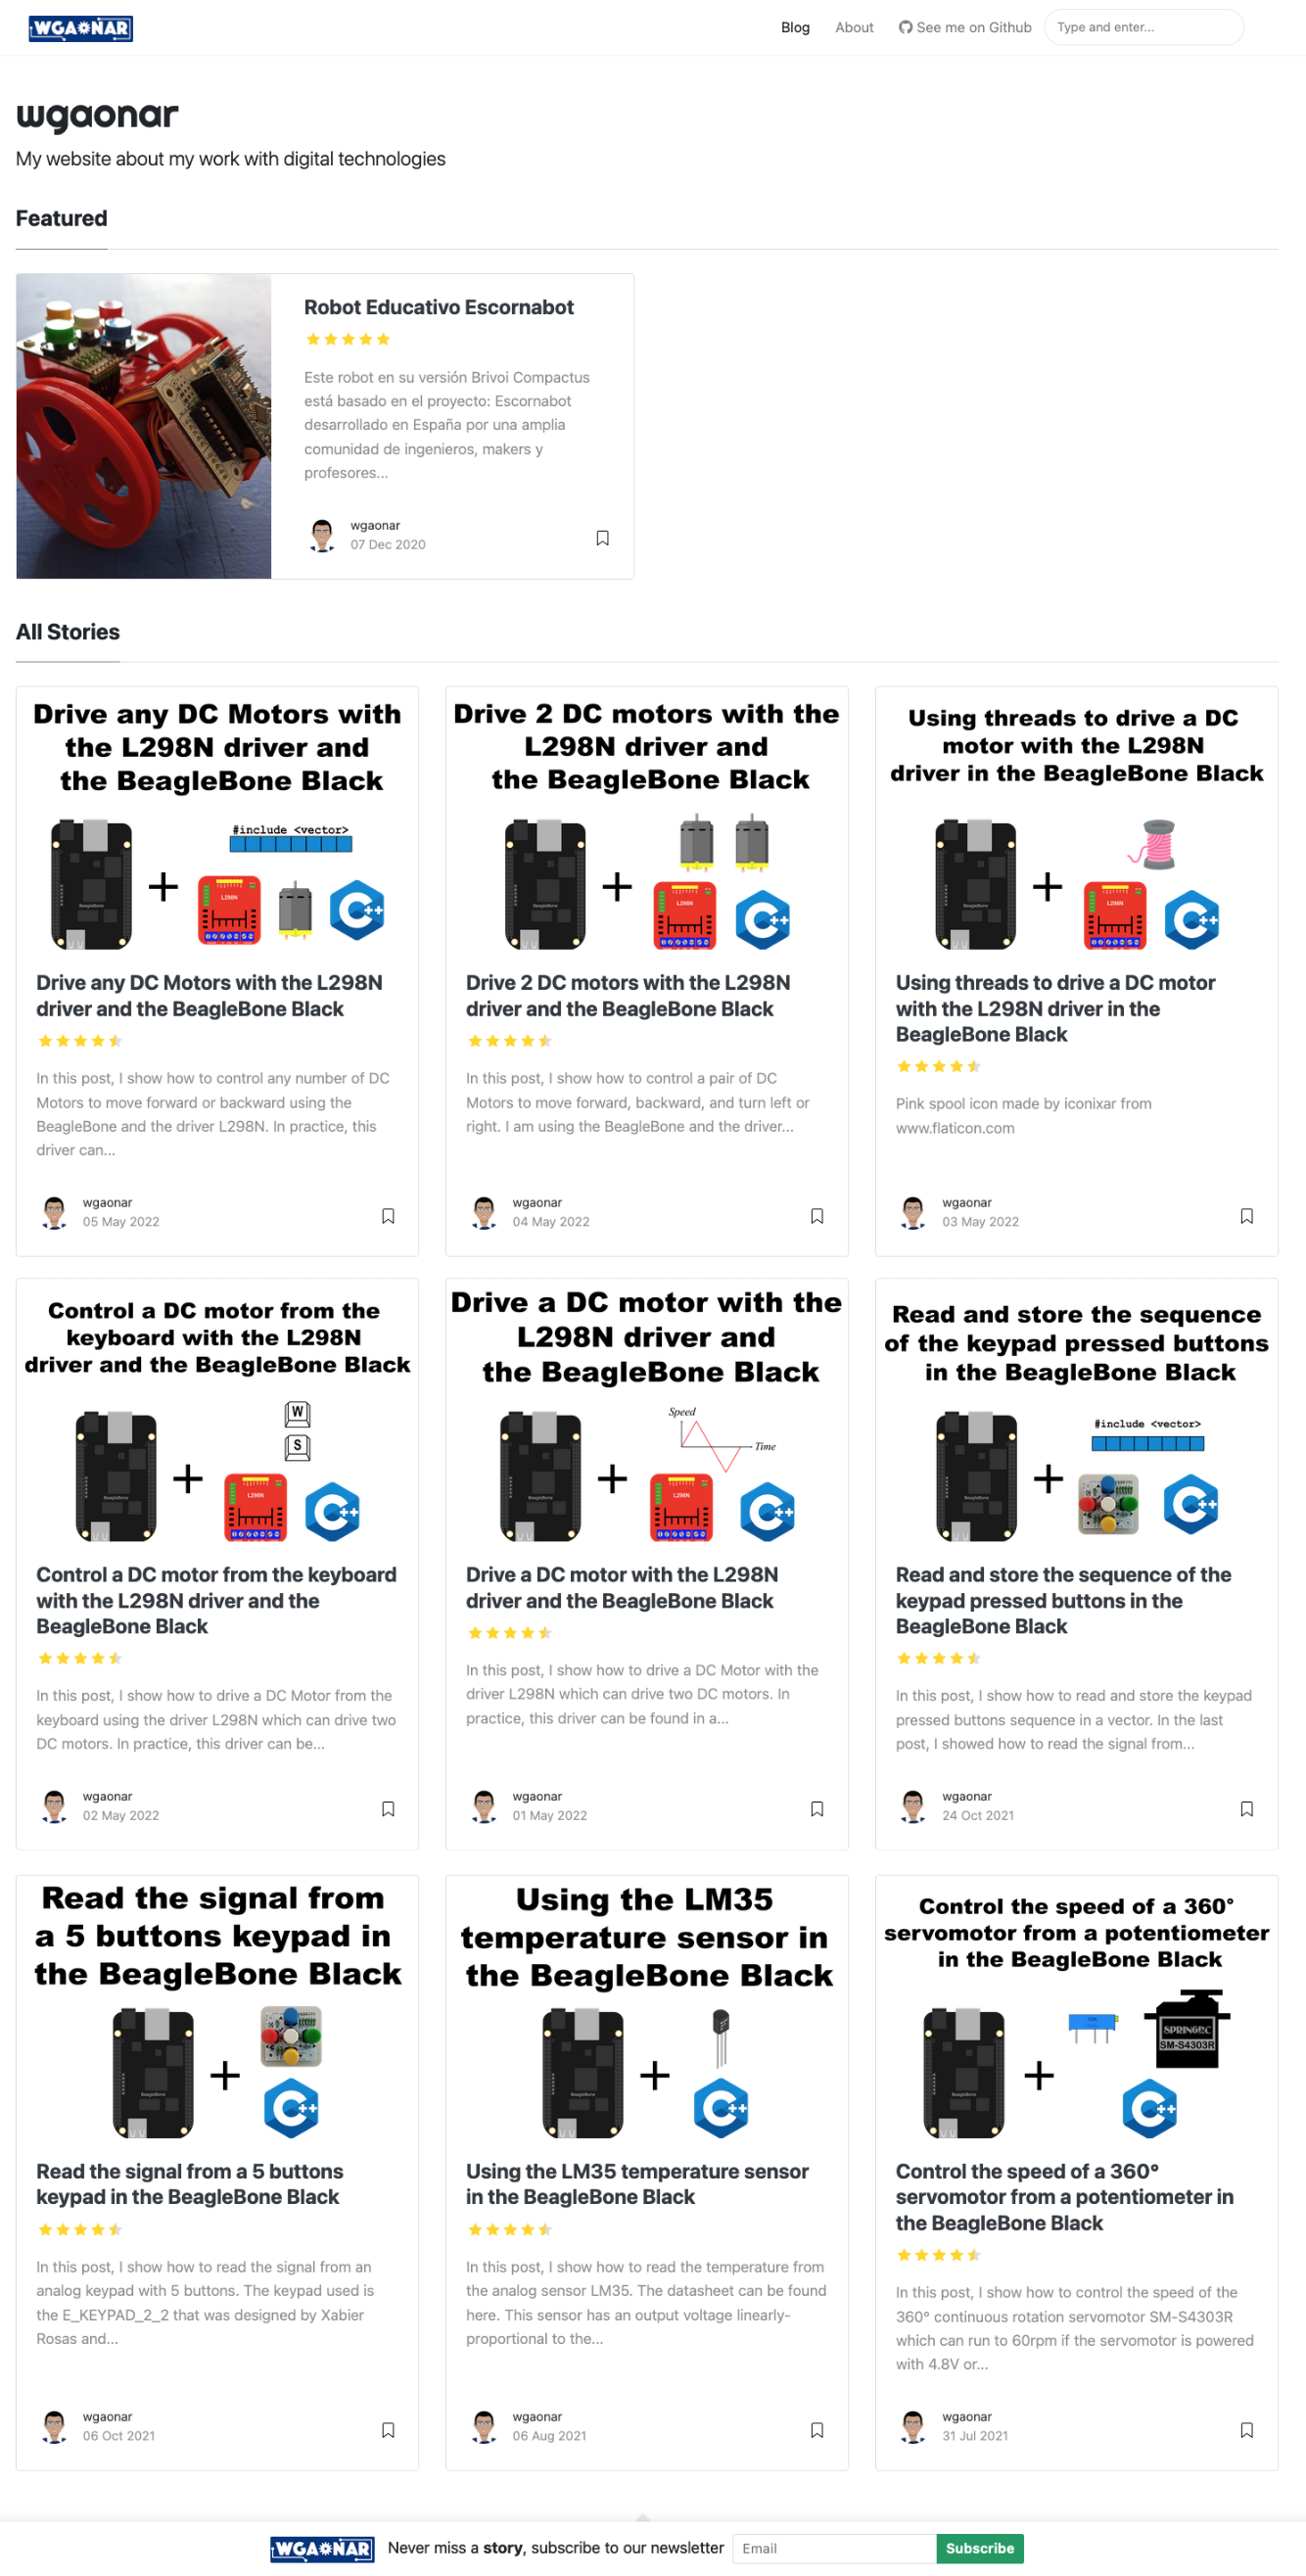 WGAONAR
Blog
About
See me on Github
Type and enter...
wgaonar
My website about my work with digital technologies
Featured
Robot Educativo Escornabot
Este robot en su versión Brivoi Compactus
está basado en el proyecto: Escornabot
desarrollado en España por una amplia
comunidad de ingenieros, makers y
profesores...
wgaonar
07 Dec 2020
All Stories
Drive any DC Motors with
the L298N driver and
the BeagleBone Black
#include <vector>
L298N
BeagleBone
C++
Drive any DC Motors with the L298N
driver and the BeagleBone Black
In this post, I show how to control any number of DC
Motors to move forward or backward using the
BeagleBone and the driver L298N. In practice, this
driver can...
wgaonar
05 May 2022
Drive 2 DC motors with the
L298N driver and
the BeagleBone Black
L298N
BeagleBone
C++
Drive 2 DC motors with the L298N
driver and the BeagleBone Black
In this post, I show how to control a pair of DC
Motors to move forward, backward, and turn left or
right. I am using the BeagleBone and the driver...
wgaonar
04 May 2022
Using threads to drive a DC
motor with the L298N
driver in the BeagleBone Black
L298N
BeagleBone
C++
Using threads to drive a DC motor
with the L298N driver in the
BeagleBone Black
Pink spool icon made by iconixar from
www.flaticon.com
wgaonar
03 May 2022
Control a DC motor from the
keyboard with the L298N
driver and the BeagleBone Black
W
S
L298N
BeagleBone
C++
Control a DC motor from the keyboard
with the L298N driver and the
BeagleBone Black
In this post, I show how to drive a DC Motor from the
keyboard using the driver L298N which can drive two
DC motors. In practice, this driver can be...
wgaonar
02 May 2022
Drive a DC motor with the
L298N driver and
the BeagleBone Black
Speed
Time
L298N
BeagleBone
C++
Drive a DC motor with the L298N
driver and the BeagleBone Black
In this post, I show how to drive a DC Motor with the
driver L298N which can drive two DC motors. In
practice, this driver can be found in a...
wgaonar
01 May 2022
Read and store the sequence
of the keypad pressed buttons
in the BeagleBone Black
#include <vector>
BeagleBone
C++
Read and store the sequence of the
keypad pressed buttons in the
BeagleBone Black
In this post, I show how to read and store the keypad
pressed buttons sequence in a vector. In the last
post, I showed how to read the signal from...
wgaonar
24 Oct 2021
Read the signal from
a 5 buttons keypad in
the BeagleBone Black
BeagleBone
C++
Read the signal from a 5 buttons
keypad in the BeagleBone Black
In this post, I show how to read the signal from an
analog keypad with 5 buttons. The keypad used is
the E_KEYPAD_2_2 that was designed by Xabier
Rosas and...
wgaonar
06 Oct 2021
Using the LM35
temperature sensor in
the BeagleBone Black
BeagleBone
C++
Using the LM35 temperature sensor
in the BeagleBone Black
In this post, I show how to read the temperature from
the analog sensor LM35. The datasheet can be found
here. This sensor has an output voltage linearly-
proportional to the...
wgaonar
06 Aug 2021
Control the speed of a 360°
servomotor from a potentiometer
in the BeagleBone Black
SPRINGRC
SM-S4303R
BeagleBone
C++
Control the speed of a 360°
servomotor from a potentiometer in
the BeagleBone Black
In this post, I show how to control the speed of the
360° continuous rotation servomotor SM-S4303R
which can run to 60rpm if the servomotor is powered
with 4.8V or...
wgaonar
31 Jul 2021
WGAONAR
Never miss a story, subscribe to our newsletter
Email
Subscribe